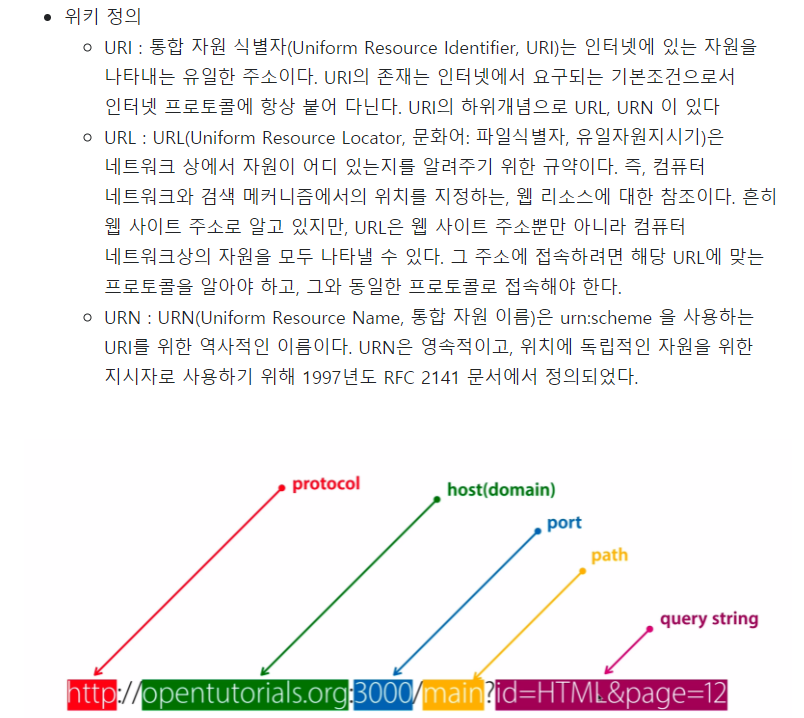 위키 정의
URI : 통합 자원 식별자(Uniform Resource Identifier, URI)는 인터넷에 있는 자원을
나타내는 유일한 주소이다. URI의 존재는 인터넷에서 요구되는 기본조건으로서
인터넷 프로토콜에 항상 붙어 다닌다. URI의 하위개념으로 URL, URN 이 있다
URL : URL(Uniform Resource Locator, 문화어: 파일식별자, 유일자원지시기)은
네트워크 상에서 자원이 어디 있는지를 알려주기 위한 규약이다. 즉, 컴퓨터
네트워크와 검색 메커니즘에서의 위치를 지정하는, 웹 리소스에 대한 참조이다. 흔히
웹 사이트 주소로 알고 있지만, URL은 웹 사이트 주소뿐만 아니라 컴퓨터
네트워크상의 자원을 모두 나타낼 수 있다. 그 주소에 접속하려면 해당 URL에 맞는
프로토콜을 알아야 하고, 그와 동일한 프로토콜로 접속해야 한다.
URN : URN(Uniform Resource Name, 통합 자원 이름)은 urn:scheme 을 사용하는
URI를 위한 역사적인 이름이다. URN은 영속적이고, 위치에 독립적인 자원을 위한
지시자로 사용하기 위해 1997년도 RFC 2141 문서에서 정의되었다.
protocol
host(domain)
port
path
query string
http://opentutorials.org:3000/main?id=HTML&page=12